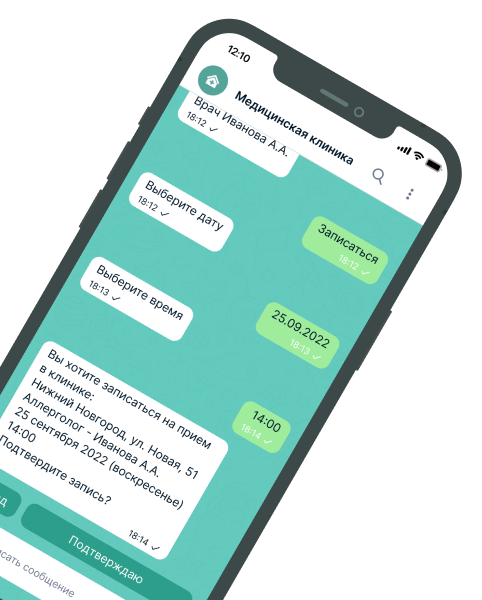 12:10
Медицинская клиника
Врач Иванова А.А.
18:12
Записаться
18:12
Выберите дату
18:12
25.09.2022
18:13
Выберите время
18:13
14:00
18:14
Вы хотите записаться на прием
в клинике:
Нижний Новгород, ул. Новая, 51
Аллерголог - Иванова А.А.
25 сентября 2022 (воскресенье)
14:00
Подтвердите запись?
18:14
Подтверждаю
сообщение